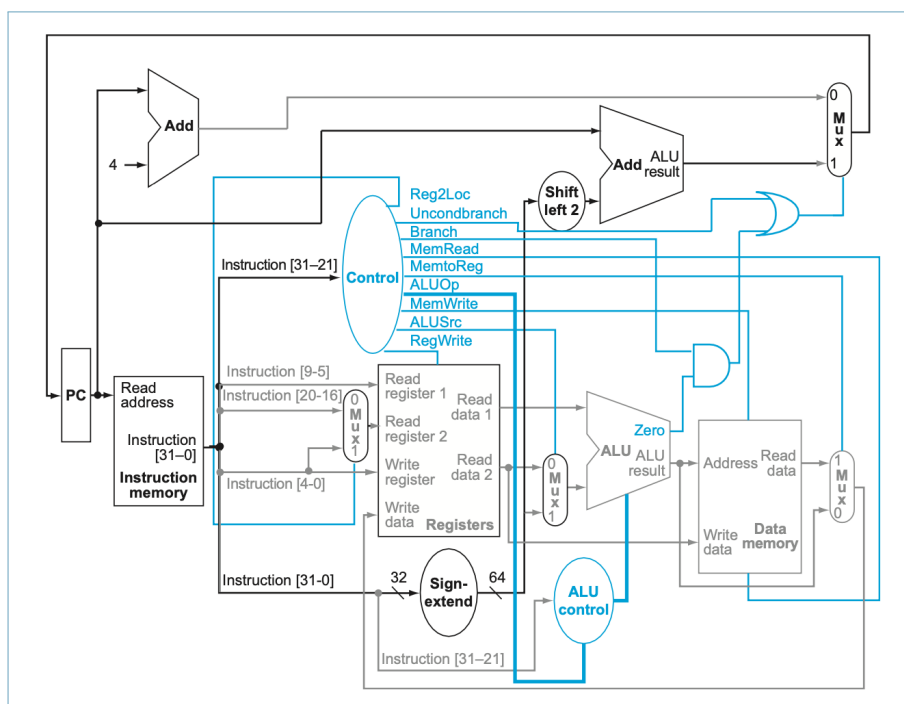 0
M
u
x
1
Add
4
Add
ALU
result
Shift
left 2
Reg2Loc
Uncondbranch
Branch
MemRead
MemtoReg
ALUOp
MemWrite
ALUSrc
RegWrite
Control
Instruction [31–21]
PC
Read
address
Instruction
[31–0]
Instruction
memory
Instruction [9-5]
Instruction [20-16]
Instruction [4-0]
0
M
u
x
1
Read
register 1
Read
register 2
Write
register
Write
data
Read
data 1
Read
data 2
Registers
0
M
u
x
1
Zero
ALU
ALU
result
Address
Read
data
Write
data
Data
memory
1
M
u
x
0
Instruction [31-0]
32
Sign-
extend
64
ALU
control
Instruction [31–21]